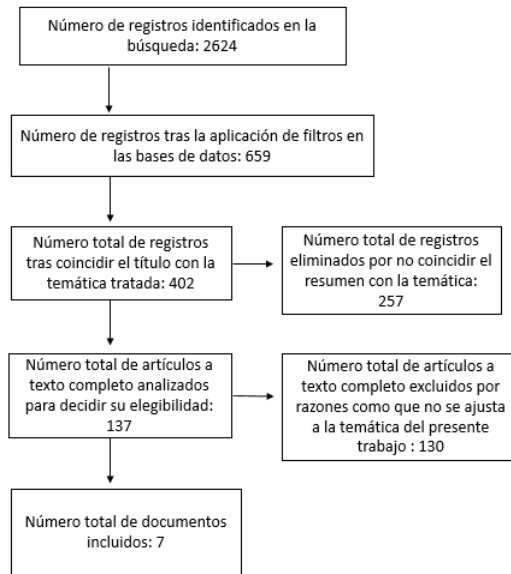 Número de registros identificados en la
búsqueda: 2624
Número de registros tras la aplicación de filtros en
las bases de datos: 659
Número total de registros
tras coincidir el título con la
temática tratada: 402
Número total de registros
eliminados por no coincidir el
resumen con la temática:
257
Número total de artículos a
texto completo analizados
para decidir su elegibilidad:
137
Número total de artículos a
texto completo excluidos por
razones como que no se ajusta
a la temática del presente
trabajo : 130
Número total de documentos
incluidos: 7